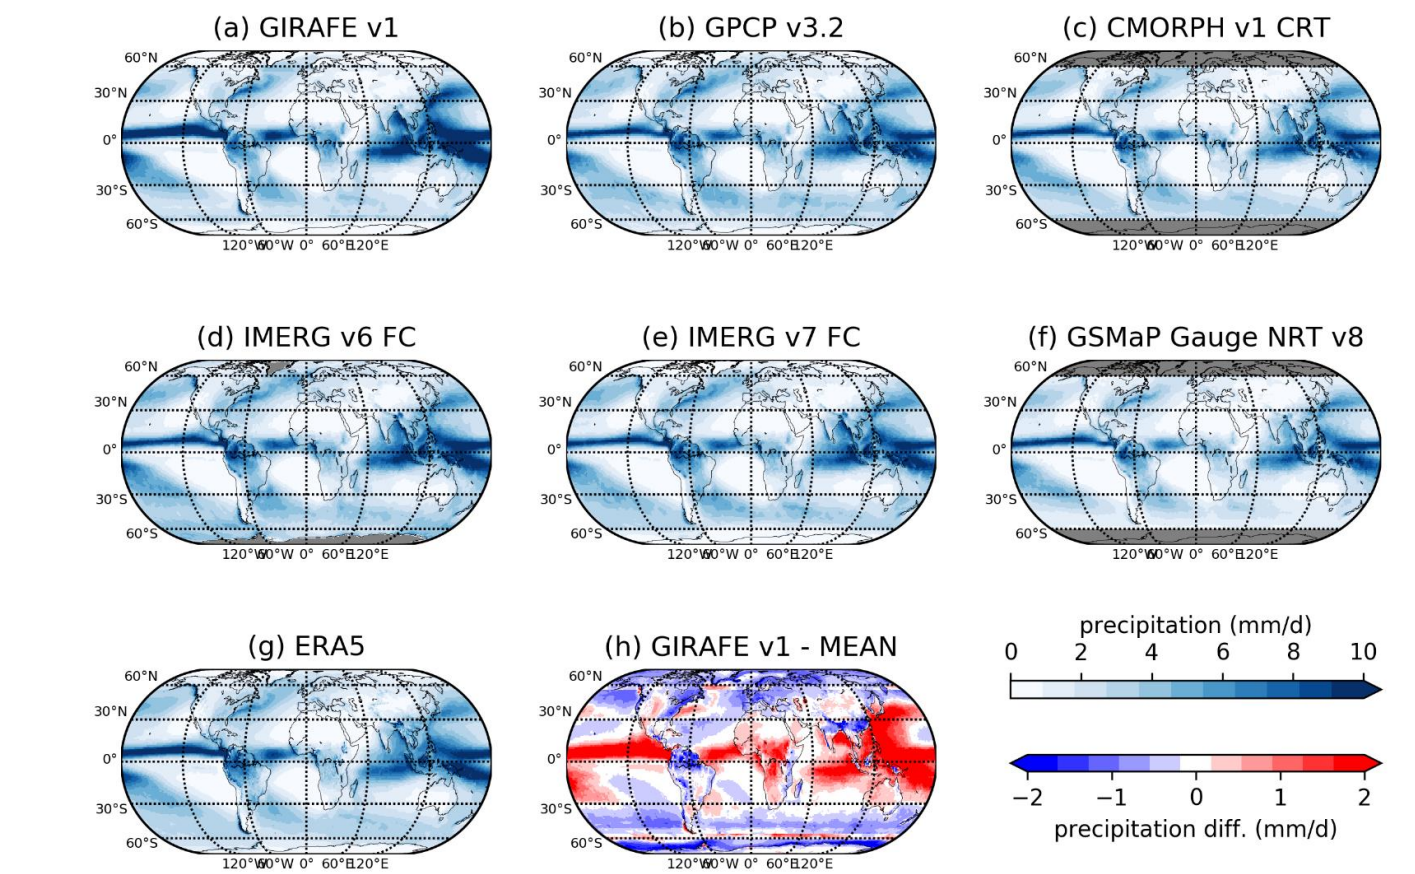 (a) GIRAFE v1
(b) GPCP v3.2
(c) CMORPH v1 CRT
60°N
30°N
0°
30°S
60°S
120°W 60°W 0° 60°E 120°E
60°N
30°N
0°
30°S
60°S
120°W 60°W 0° 60°E 120°E
60°N
30°N
0°
30°S
60°S
120°W 60°W 0° 60°E 120°E
(d) IMERG v6 FC
(e) IMERG v7 FC
(f) GSMaP Gauge NRT v8
60°N
30°N
0°
30°S
60°S
120°W 60°W 0° 60°E 120°E
60°N
30°N
0°
30°S
60°S
120°W 60°W 0° 60°E 120°E
60°N
30°N
0°
30°S
60°S
120°W 60°W 0° 60°E 120°E
(g) ERA5
(h) GIRAFE v1 - MEAN
60°N
30°N
0°
30°S
60°S
120°W 60°W 0° 60°E 120°E
60°N
30°N
0°
30°S
60°S
120°W 60°W 0° 60°E 120°E
precipitation (mm/d)
0 2 4 6 8 10
−2 −1 0 1 2
precipitation diff. (mm/d)